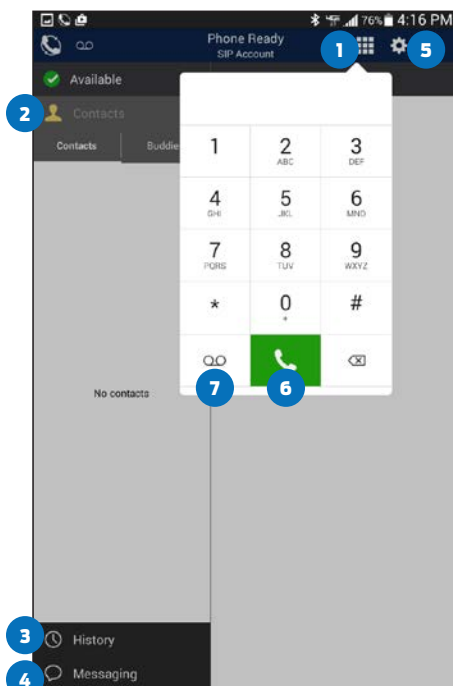 76% 4:16 PM
Phone Ready
SIP Account
1
5
Available
2
Contacts
Contacts Buddie
1 2 3
ABC DEF
4 5 6
GHI JKL MNO
7 8 9
PQRS TUV WXYZ
* 0 #
+
7 6
No contacts
3 History
4 Messaging